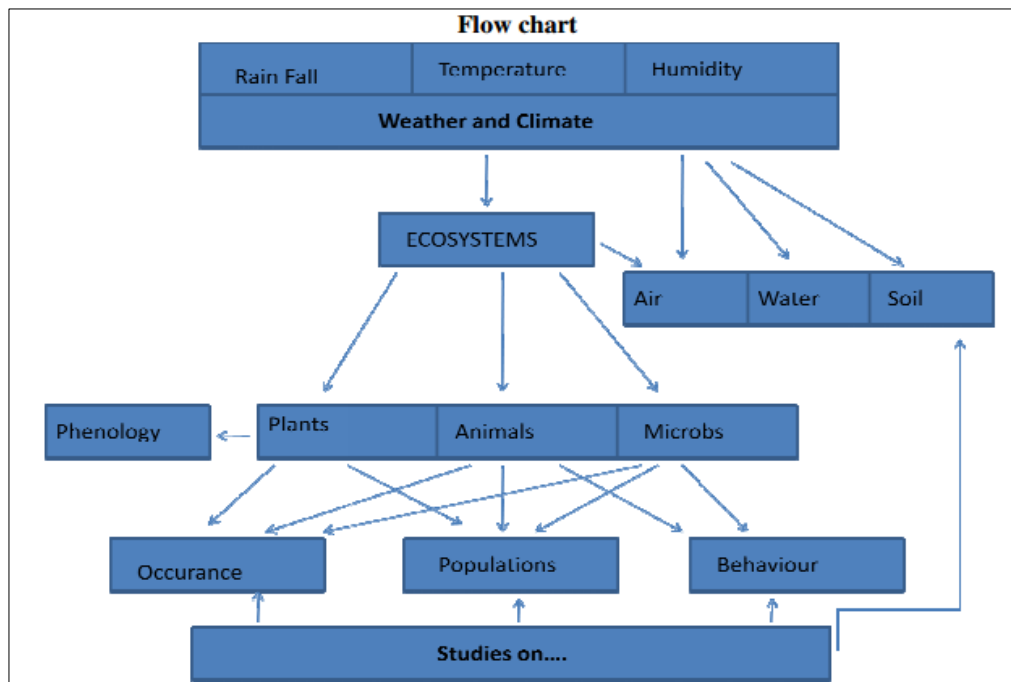 Flow chart
Rain Fall Temperature Humidity
Weather and Climate
ECOSYSTEMS
Air Water Soil
Phenology Plants Animals Microbs
Occurance Populations Behaviour
Studies on....